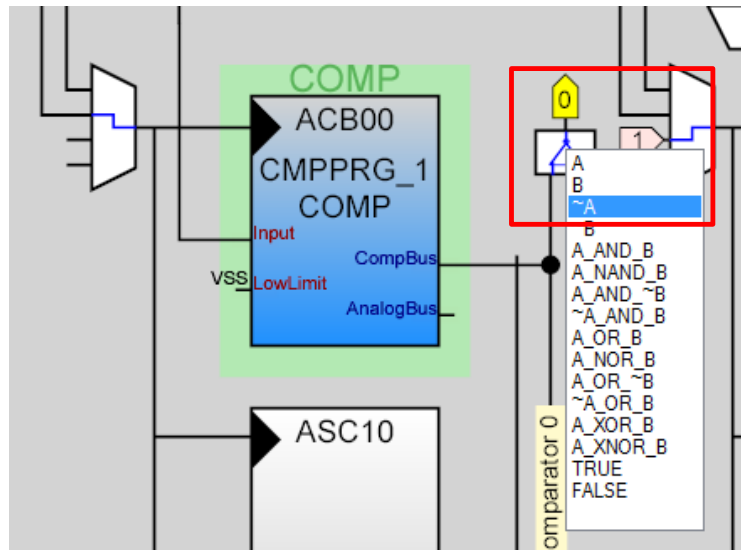 COMP
ACB00
CMPPRG_1
COMP
Input
CompBus
VSS
LowLimit
AnalogBus
0
1
A
B
~A
B
A_AND_B
A_NAND_B
A_AND_~B
~A_AND_B
A_OR_B
A_NOR_B
A_OR_~B
~A_OR_B
A_XOR_B
A_XNOR_B
TRUE
FALSE
omparator 0
ASC10